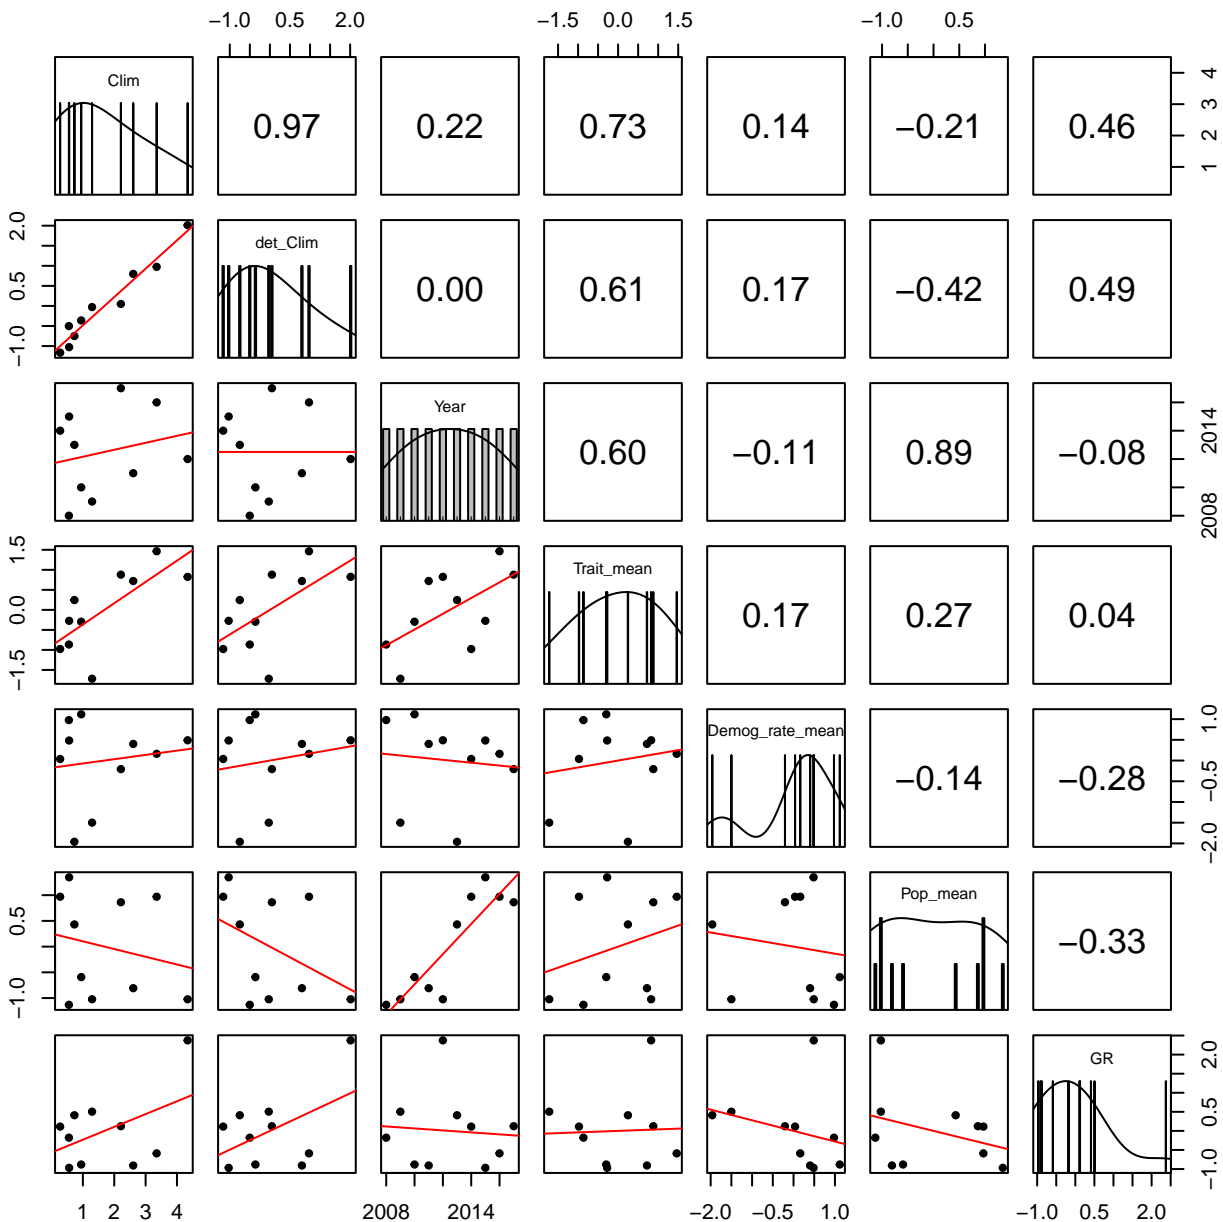 −1.0 0.5 2.0 −1.5 0.0 1.5 −1.0 0.5
Clim 0.97 0.22 0.73 0.14 −0.21 0.46 1 2 3 4
−1.0 0.5 2.0 det_Clim 0.00 0.61 0.17 −0.42 0.49
Year 0.60 −0.11 0.89 −0.08 2008 2014
−1.5 0.0 1.5 Trait_mean 0.17 0.27 0.04
Demog_rate_mean −0.14 −0.28 −2.0 −0.5 1.0
−1.0 0.5 Pop_mean −0.33
GR −1.0 0.5 2.0
1 2 3 4 2008 2014 −2.0 −0.5 1.0 −1.0 0.5 2.0